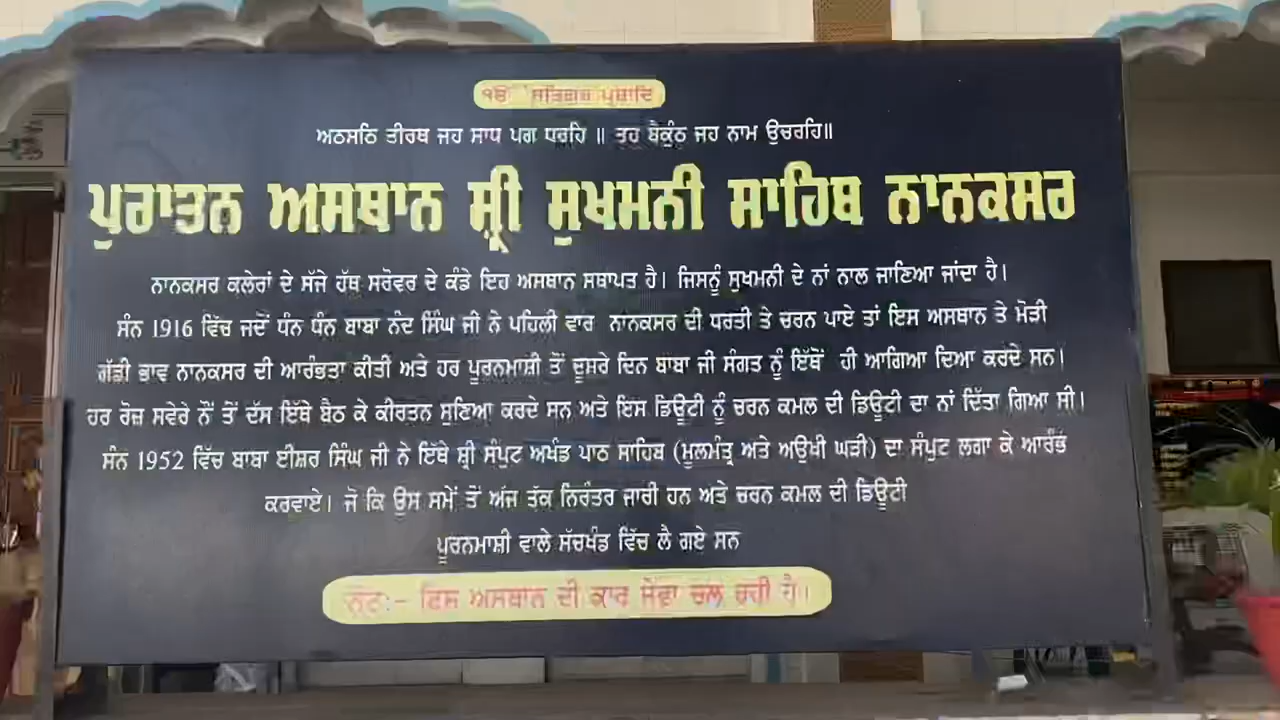 ੴ ਸਤਿਗੁਰ ਪ੍ਰਸਾਦਿ
ਅਠਸਠਿ ਤੀਰਥ ਜਹ ਸਾਧ ਪਗ ਧਰਹਿ ॥ ਤਹ ਬੈਕੁੰਠ ਜਹ ਨਾਮ ਉਚਰਹਿ॥
ਪੁਰਾਤਨ ਅਸਥਾਨ ਸ਼੍ਰੀ ਸੁਖਮਨੀ ਸਾਹਿਬ ਨਾਨਕਸਰ
ਨਾਨਕਸਰ ਕਲੇਰਾਂ ਦੇ ਸੱਜੇ ਹੱਥ ਸਰੋਵਰ ਦੇ ਕੰਡੇ ਇਹ ਅਸਥਾਨ ਸਥਾਪਤ ਹੈ। ਜਿਸਨੂੰ ਸੁਖਮਨੀ ਦੇ ਨਾਂ ਨਾਲ ਜਾਣਿਆ ਜਾਂਦਾ ਹੈ।
ਸੰਨ 1916 ਵਿੱਚ ਜਦੋਂ ਧੰਨ ਧੰਨ ਬਾਬਾ ਨੰਦ ਸਿੰਘ ਜੀ ਨੇ ਪਹਿਲੀ ਵਾਰ ਨਾਨਕਸਰ ਦੀ ਧਰਤੀ ਤੇ ਚਰਨ ਪਾਏ ਤਾਂ ਇਸ ਅਸਥਾਨ ਤੇ ਮੋੜੀ
ਗੱਡੀ ਭਾਵ ਨਾਨਕਸਰ ਦੀ ਆਰੰਭਤਾ ਕੀਤੀ ਅਤੇ ਹਰ ਪੂਰਨਮਾਸ਼ੀ ਤੋਂ ਦੂਸਰੇ ਦਿਨ ਬਾਬਾ ਜੀ ਸੰਗਤ ਨੂੰ ਇੱਥੋਂ ਹੀ ਆਗਿਆ ਦਿਆ ਕਰਦੇ ਸਨ।
ਹਰ ਰੋਜ਼ ਸਵੇਰੇ ਨੌਂ ਤੋਂ ਦੱਸ ਇੱਥੇ ਬੈਠ ਕੇ ਕੀਰਤਨ ਸੁਣਿਆ ਕਰਦੇ ਸਨ ਅਤੇ ਇਸ ਡਿਊਟੀ ਨੂੰ ਚਰਨ ਕਮਲ ਦੀ ਡਿਊਟੀ ਦਾ ਨਾਂ ਦਿੱਤਾ ਗਿਆ ਸੀ।
ਸੰਨ 1952 ਵਿੱਚ ਬਾਬਾ ਈਸ਼ਰ ਸਿੰਘ ਜੀ ਨੇ ਇੱਥੇ ਸ਼੍ਰੀ ਸੰਪੁਟ ਅਖੰਡ ਪਾਠ ਸਾਹਿਬ (ਮੂਲਮੰਤ੍ਰ ਅਤੇ ਅਉਖੀ ਘੜੀ) ਦਾ ਸੰਪੁਟ ਲਗਾ ਕੇ ਆਰੰਭ
ਕਰਵਾਏ। ਜੋ ਕਿ ਉਸ ਸਮੇਂ ਤੋਂ ਅੱਜ ਤੱਕ ਨਿਰੰਤਰ ਜਾਰੀ ਹਨ ਅਤੇ ਚਰਨ ਕਮਲ ਦੀ ਡਿਊਟੀ
ਪੂਰਨਮਾਸ਼ੀ ਵਾਲੇ ਸੱਚਖੰਡ ਵਿੱਚ ਲੈ ਗਏ ਸਨ
ਨੋਟ:- ਇਸ ਅਸਥਾਨ ਦੀ ਕਾਰ ਸੇਵਾ ਚਲ ਰਹੀ ਹੈ।